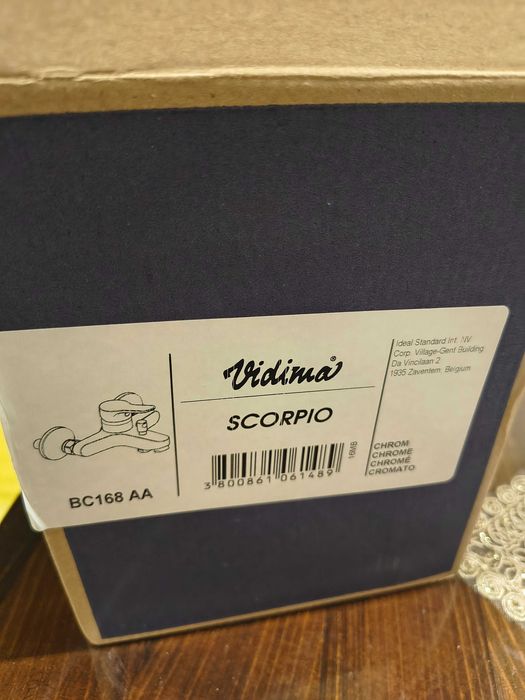 Vidima®
SCORPIO
3 800861 061489
16MB
BC168 AA
Ideal Standard Int. NV
Corp. Village-Gent Building
Da Vincilaan 2
1935 Zaventem, Belgium
CHROM
CHROME
CHROMÉ
CROMATO